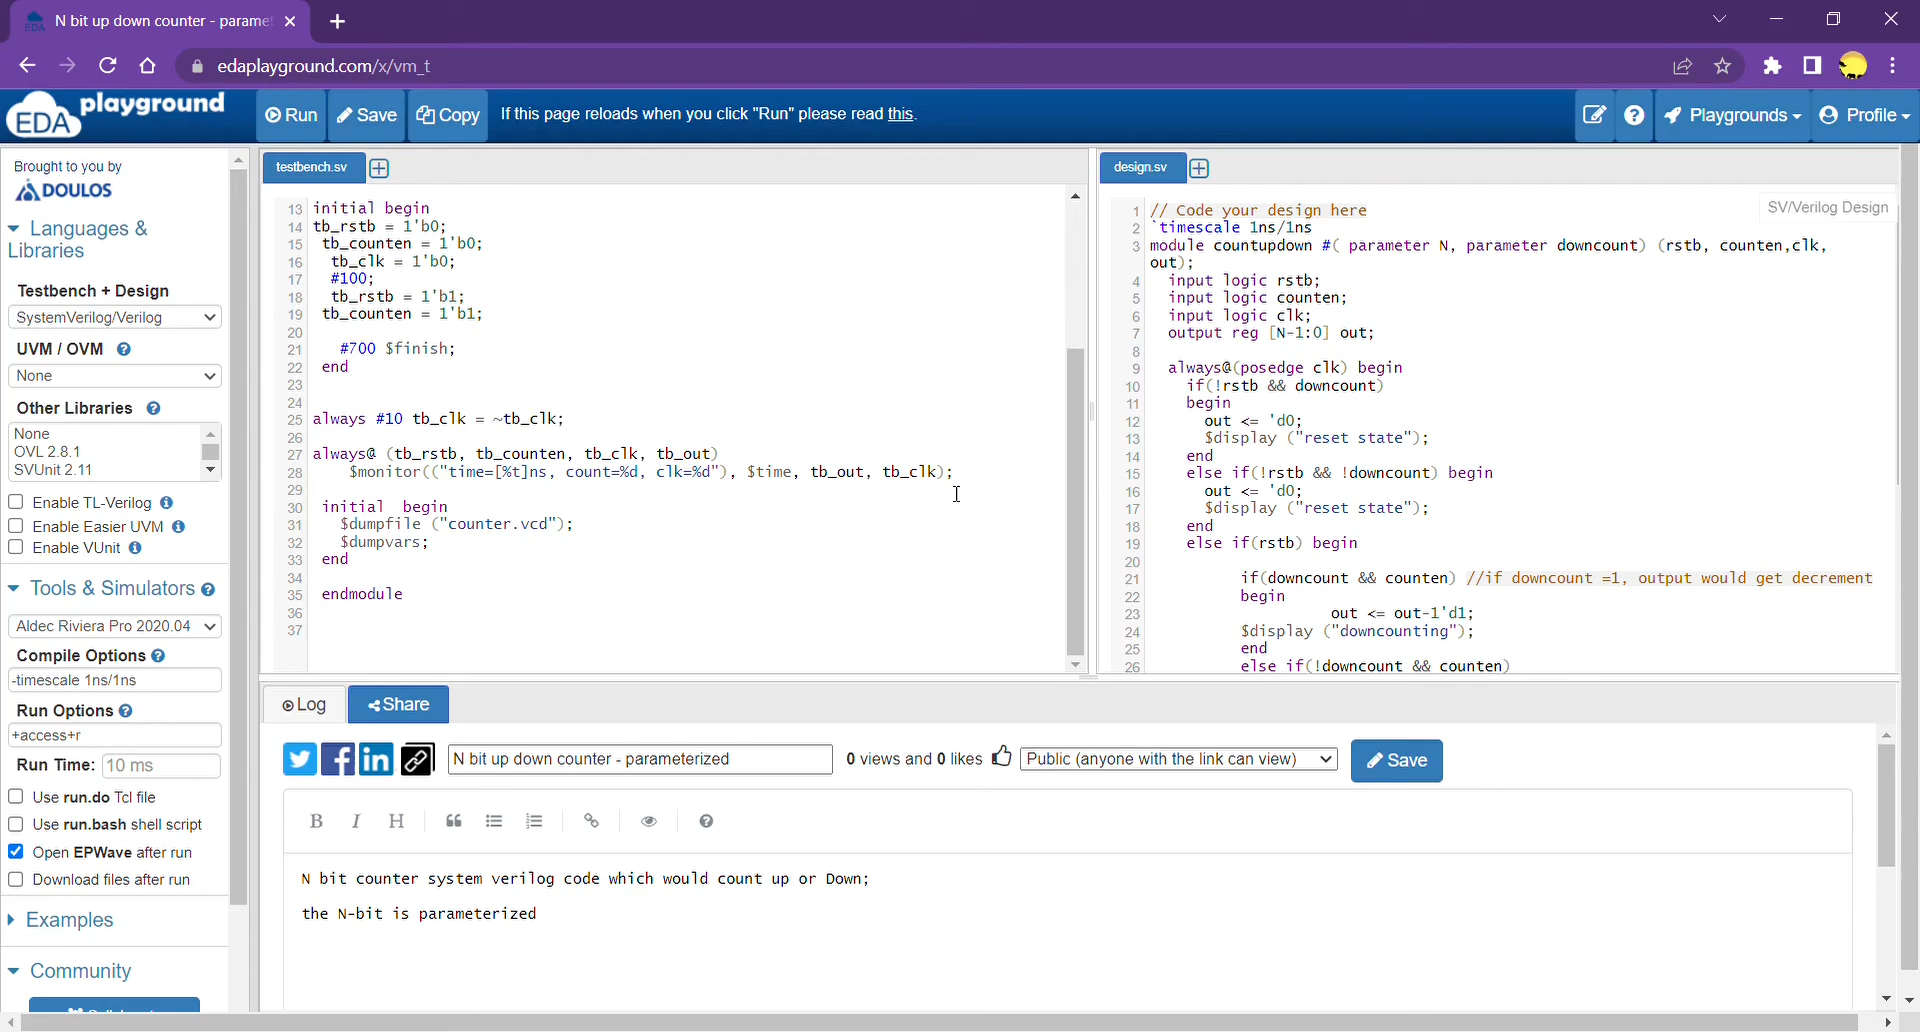 N bit up down counter - parame
edaplayground.com/x/vm_t
EDA playground
Run
Save
Copy
If this page reloads when you click "Run" please read this.
Playgrounds
Profile
Brought to you by
DOULOS
Languages &
Libraries
Testbench + Design
SystemVerilog/Verilog
UVM / OVM
None
Other Libraries
None
OVL 2.8.1
SVUnit 2.11
Enable TL-Verilog
Enable Easier UVM
Enable VUnit
Tools & Simulators
Aldec Riviera Pro 2020.04
Compile Options
-timescale 1ns/1ns
Run Options
+access+r
Run Time: 10 ms
Use run.do Tcl file
Use run.bash shell script
Open EPWave after run
Download files after run
Examples
Community
testbench.sv
13 initial begin
14 tb_rstb = 1'b0;
15 tb_counten = 1'b0;
16 tb_clk = 1'b0;
17 #100;
18 tb_rstb = 1'b1;
19 tb_counten = 1'b1;
20
21 #700 $finish;
22 end
23
24
25 always #10 tb_clk = ~tb_clk;
26
27 always@ (tb_rstb, tb_counten, tb_clk, tb_out)
28 $monitor(("time=[%t]ns, count=%d, clk=%d"), $time, tb_out, tb_clk);
29
30 initial  begin
31 $dumpfile ("counter.vcd");
32 $dumpvars;
33 end
34
35 endmodule
36
37
design.sv
SV/Verilog Design
1 // Code your design here
2 `timescale 1ns/1ns
3 module countupdown #( parameter N, parameter downcount) (rstb, counten,clk,
out);
4 input logic rstb;
5 input logic counten;
6 input logic clk;
7 output reg [N-1:0] out;
8
9 always@(posedge clk) begin
10 if(!rstb && downcount)
11 begin
12 out <= 'd0;
13 $display ("reset state");
14 end
15 else if(!rstb && !downcount) begin
16 out <= 'd0;
17 $display ("reset state");
18 end
19 else if(rstb) begin
20
21 if(downcount && counten) //if downcount =1, output would get decrement
22 begin
23 out <= out-1'd1;
24 $display ("downcounting");
25 end
26 else if(!downcount && counten)
Log
Share
N bit up down counter - parameterized
0 views and 0 likes
Public (anyone with the link can view)
Save
B I H
N bit counter system verilog code which would count up or Down;
the N-bit is parameterized